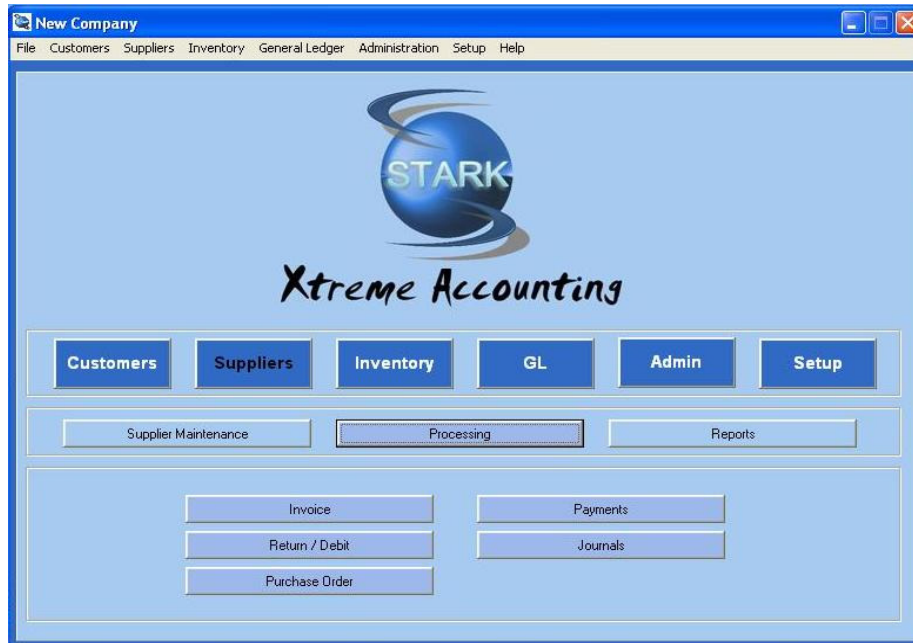 New Company
File Customers Suppliers Inventory General Ledger Administration Setup Help
STARK
Xtreme Accounting
Customers Suppliers Inventory GL Admin Setup
Supplier Maintenance Processing Reports
Invoice Payments
Return / Debit Journals
Purchase Order